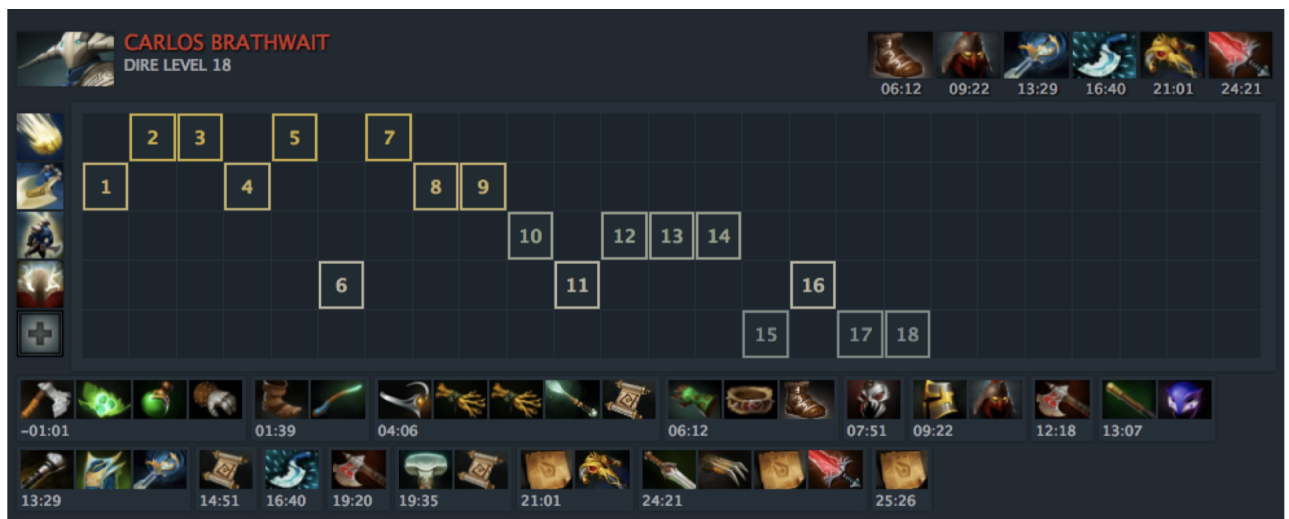 CARLOS BRATHWAIT
DIRE LEVEL 18
06:12 09:22 13:29 16:40 21:01 24:21
2 3 5 7
1 4 8 9
10 12 13 14
6 11 16
15 17 18
-01:01 01:39 04:06 06:12 07:51 09:22 12:18 13:07
13:29 14:51 16:40 19:20 19:35 21:01 24:21 25:26